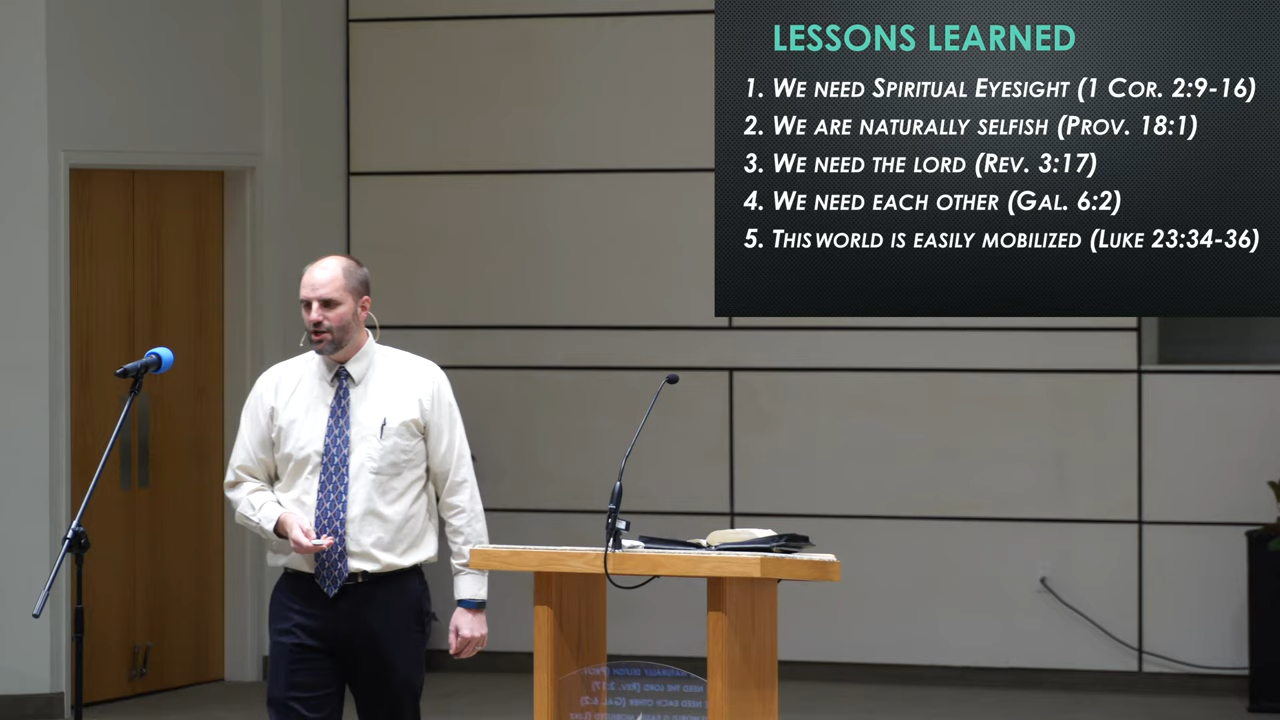 LESSONS LEARNED
1. WE NEED SPIRITUAL EYESIGHT (1 COR. 2:9-16)
2. WE ARE NATURALLY SELFISH (PROV. 18:1)
3. WE NEED THE LORD (REV. 3:17)
4. WE NEED EACH OTHER (GAL. 6:2)
5. THIS WORLD IS EASILY MOBILIZED (LUKE 23:34-36)